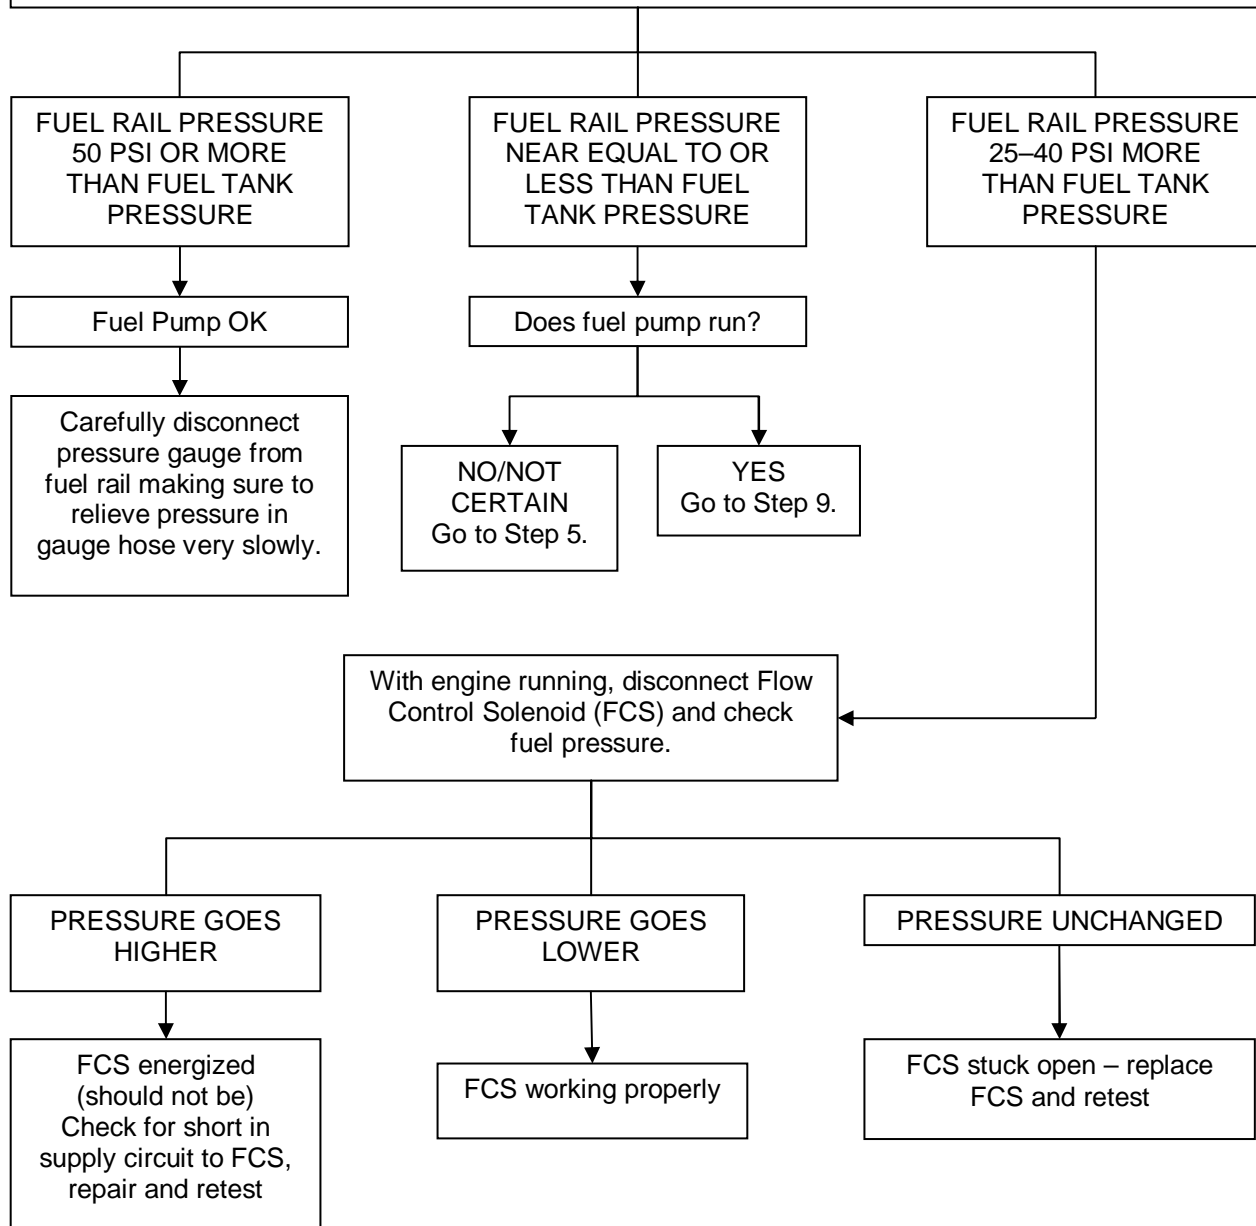 FUEL RAIL PRESSURE
50 PSI OR MORE
THAN FUEL TANK
PRESSURE
FUEL RAIL PRESSURE
NEAR EQUAL TO OR
LESS THAN FUEL
TANK PRESSURE
FUEL RAIL PRESSURE
25–40 PSI MORE
THAN FUEL TANK
PRESSURE
Fuel Pump OK
Does fuel pump run?
Carefully disconnect
pressure gauge from
fuel rail making sure to
relieve pressure in
gauge hose very slowly.
NO/NOT
CERTAIN
Go to Step 5.
YES
Go to Step 9.
With engine running, disconnect Flow
Control Solenoid (FCS) and check
fuel pressure.
PRESSURE GOES
HIGHER
PRESSURE GOES
LOWER
PRESSURE UNCHANGED
FCS energized
(should not be)
Check for short in
supply circuit to FCS,
repair and retest
FCS working properly
FCS stuck open – replace
FCS and retest